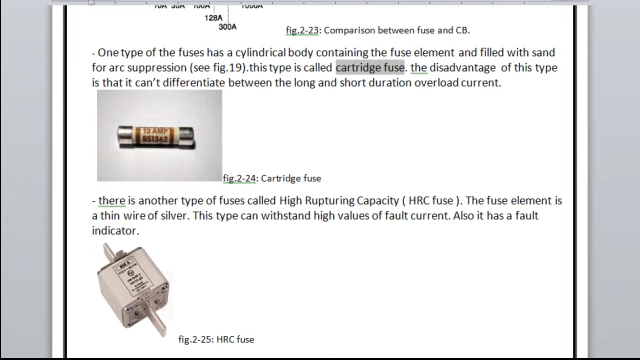 128A
300A
fig.2-23: Comparison between fuse and CB.
- One type of the fuses has a cylindrical body containing the fuse element and filled with sand
for arc suppression (see fig.19).this type is called cartridge fuse. the disadvantage of this type
is that it can't differentiate between the long and short duration overload current.
13 AMP
BS1362
fig.2-24: Cartridge fuse
- there is another type of fuses called High Rupturing Capacity ( HRC fuse ). The fuse element is
a thin wire of silver. This type can withstand high values of fault current. Also it has a fault
indicator.
fig.2-25: HRC fuse